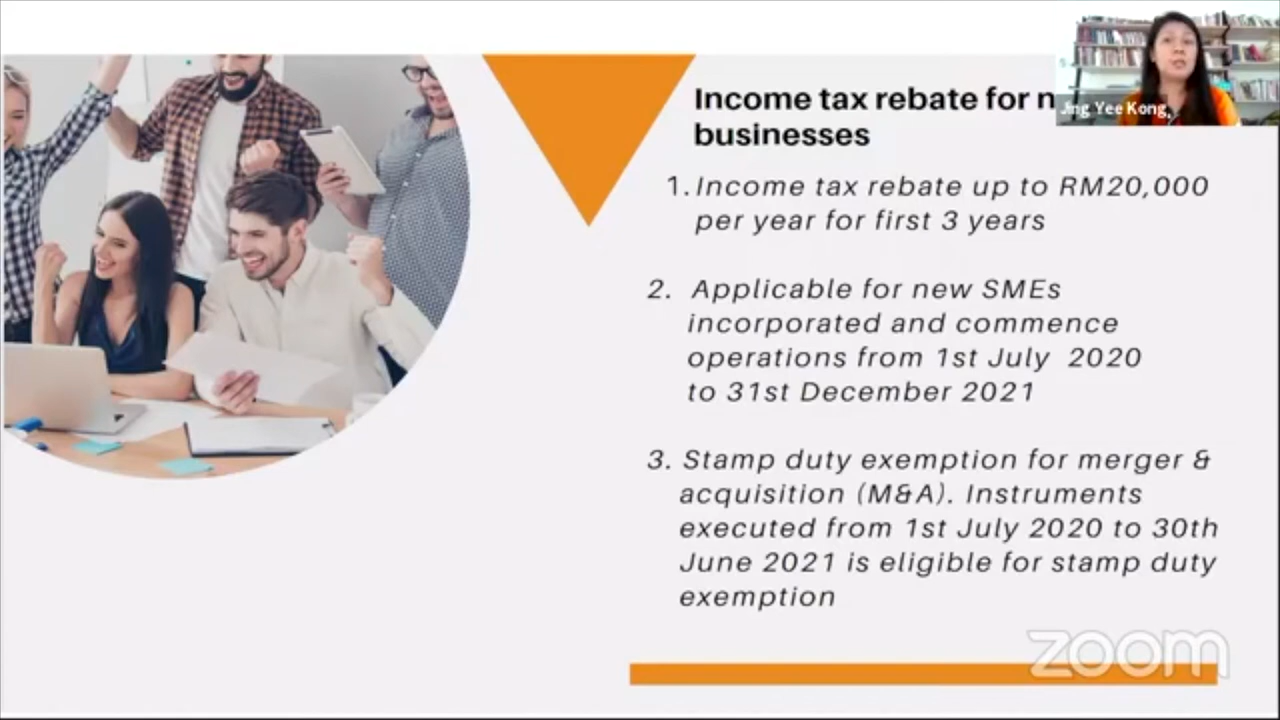 Income tax rebate for n
businesses
1. Income tax rebate up to RM20,000
per year for first 3 years
2. Applicable for new SMEs
incorporated and commence
operations from 1st July 2020
to 31st December 2021
3. Stamp duty exemption for merger &
acquisition (M&A). Instruments
executed from 1st July 2020 to 30th
June 2021 is eligible for stamp duty
exemption
Jing Yee Kong,
zoom